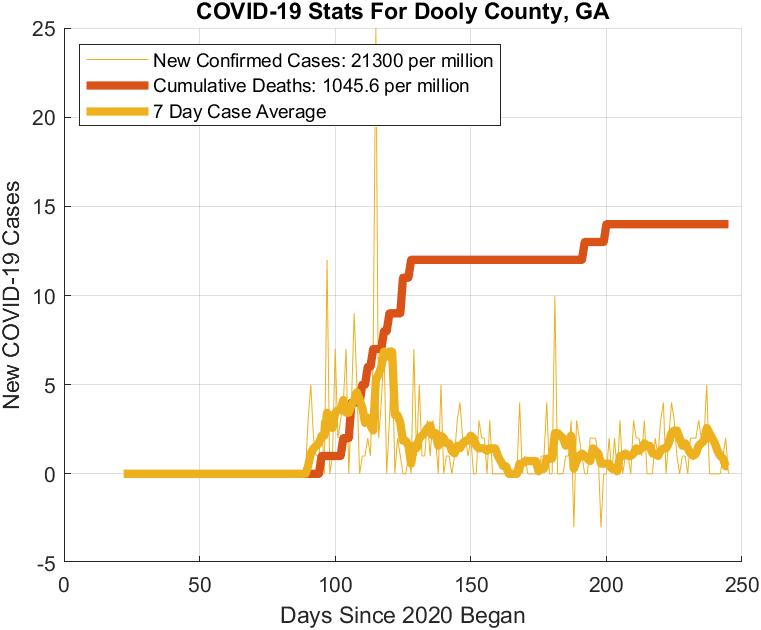 COVID-19 Stats For Dooly County, GA
25
20
15
10
5
0
-5
New COVID-19 Cases
New Confirmed Cases: 21300 per million
Cumulative Deaths: 1045.6 per million
7 Day Case Average
0 50 100 150 200 250
Days Since 2020 Began